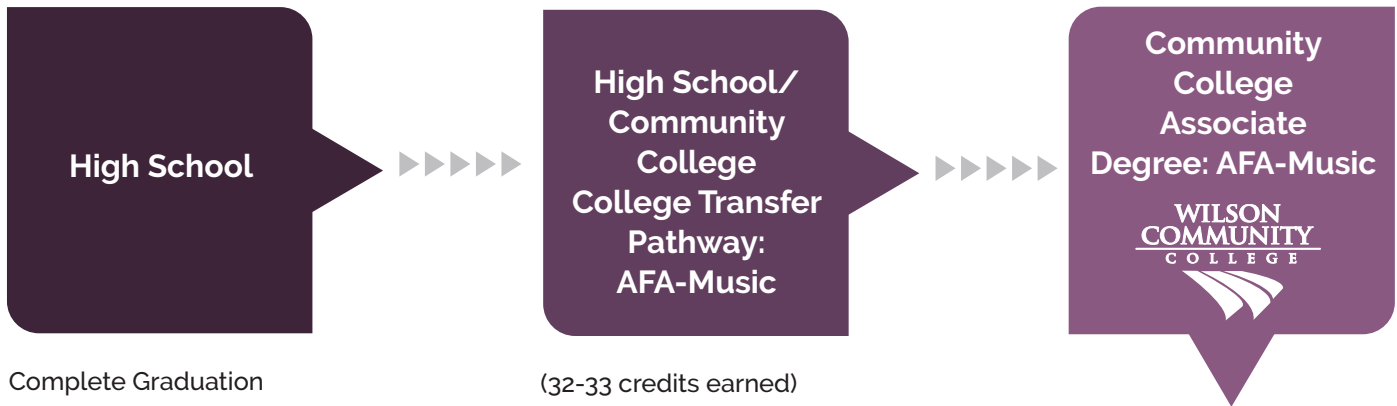 High School
Complete Graduation
High School/
Community
College
College Transfer
Pathway:
AFA-Music
(32-33 credits earned)
Community
College
Associate
Degree: AFA-Music
WILSON
COMMUNITY
COLLEGE